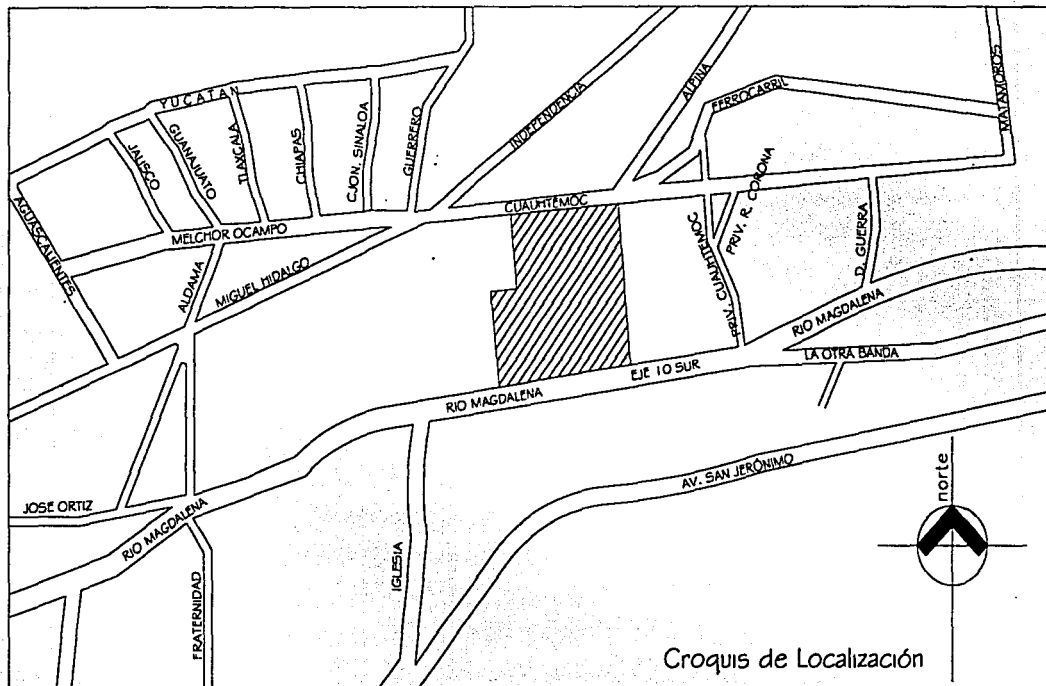 YUCATAN
JALISCO
GUANAJUATO
TLAXCALA
CHIAPAS
CJON. SINALOA
GUERRERO
INDEPENDENCIA
ALPINA
FERROCARRIL
MATAMOROS
AGUASCALIENTES
MELCHOR OCAMPO
ALDAMA
MIGUEL HIDALGO
CUAUHTEMOC
PRIV. CUAUHTEMOC
PRIV. R. CORONA
D. GUERRA
RIO MAGDALENA
LA OTRA BANDA
EJE 10 SUR
RIO MAGDALENA
AV. SAN JERÓNIMO
JOSE ORTIZ
RIO MAGDALENA
FRATERNIDAD
IGLESIA
norte
Croquis de Localización